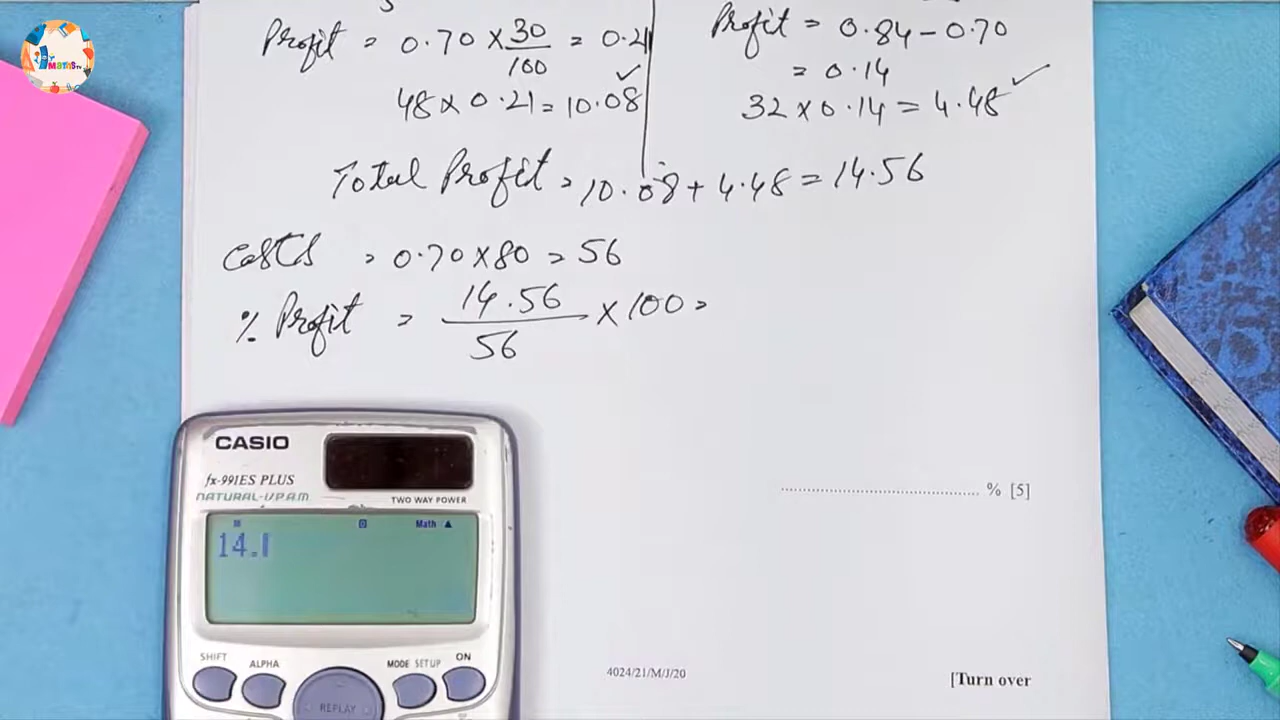 Profit = 0.70 × 30/100 = 0.21
48 × 0.21 = 10.08 ✓
Profit = 0.84 - 0.70
= 0.14
32 × 0.14 = 4.48 ✓
Total Profit = 10.08 + 4.48 = 14.56
Costs = 0.70 × 80 = 56
% Profit = 14.56/56 × 100 =
CASIO
fx-991ES PLUS
NATURAL-V.P.A.M.
TWO WAY POWER
M D Math ▲
14.
SHIFT ALPHA MODE SETUP ON
REPLAY
.......................................... % [5]
4024/21/M/J/20
[Turn over
MATHS TV